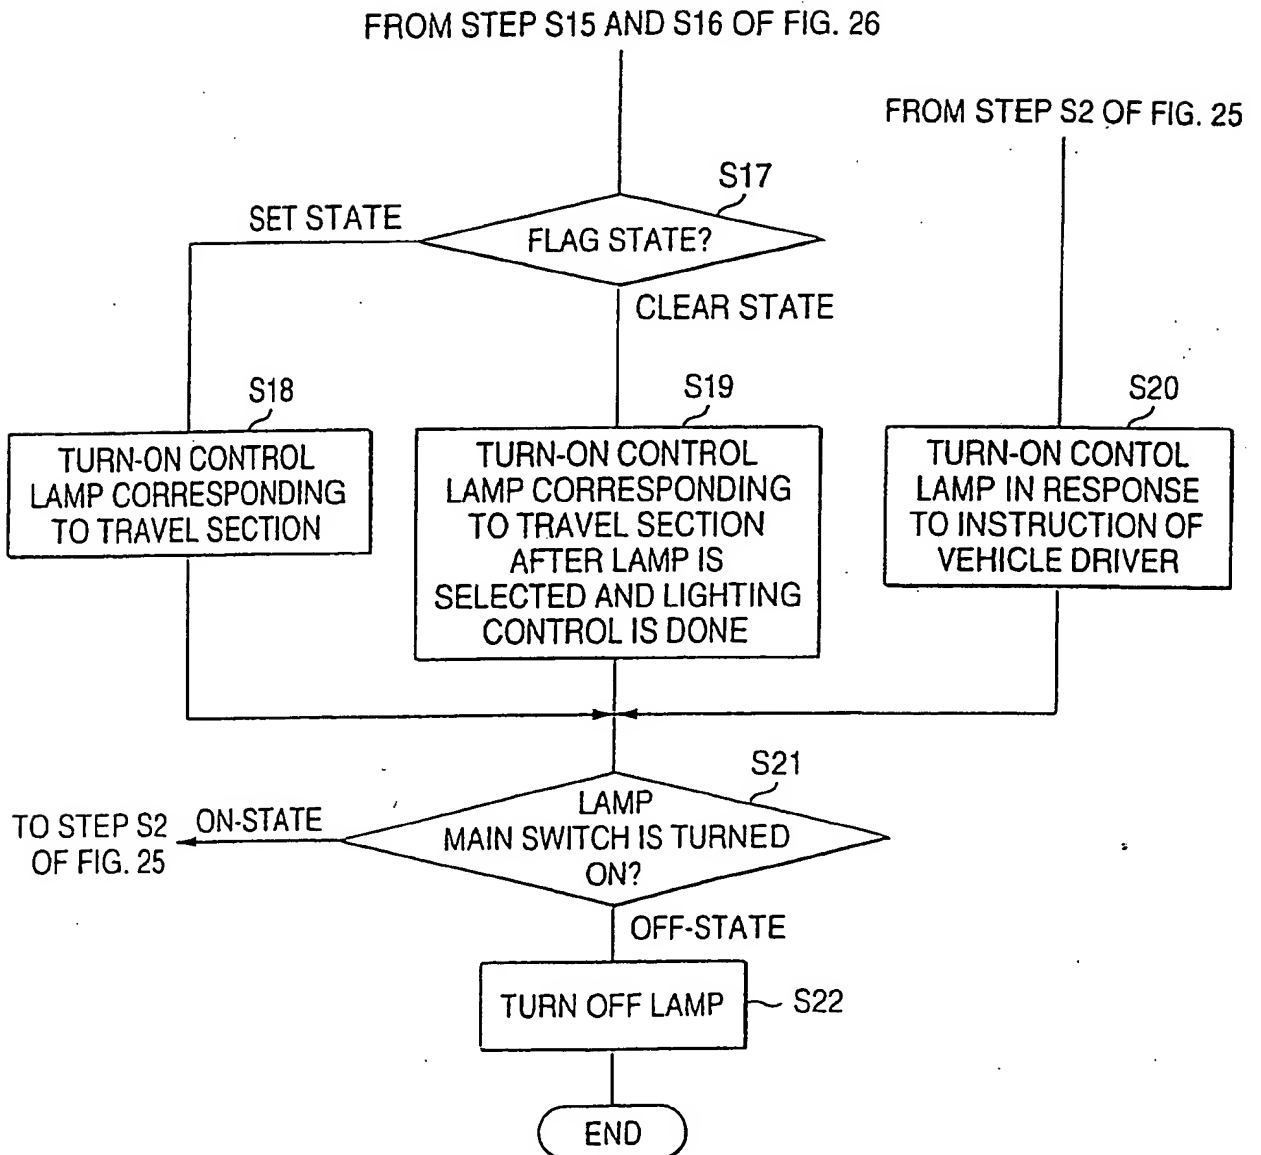 FROM STEP S15 AND S16 OF FIG. 26
FROM STEP S2 OF FIG. 25
S17
SET STATE
FLAG STATE?
CLEAR STATE
S18
TURN-ON CONTROL
LAMP CORRESPONDING
TO TRAVEL SECTION
S19
TURN-ON CONTROL
LAMP CORRESPONDING
TO TRAVEL SECTION
AFTER LAMP IS
SELECTED AND LIGHTING
CONTROL IS DONE
S20
TURN-ON CONTOL
LAMP IN RESPONSE
TO INSTRUCTION OF
VEHICLE DRIVER
S21
LAMP
MAIN SWITCH IS TURNED
ON?
ON-STATE
TO STEP S2
OF FIG. 25
OFF-STATE
TURN OFF LAMP
S22
END